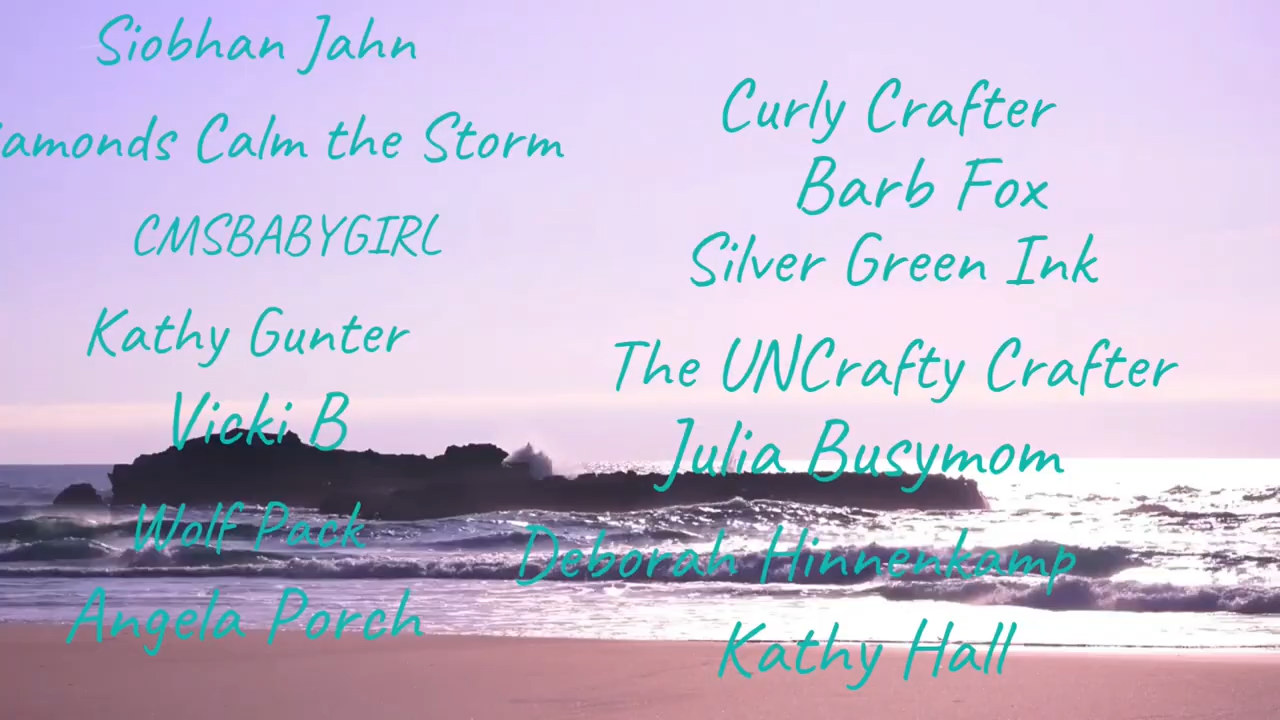 Siobhan Jahn
amonds Calm the Storm
CMSBABYGIRL
Kathy Gunter
Vicki B
Wolf Pack
Angela Porch
Curly Crafter
Barb Fox
Silver Green Ink
The UNCrafty Crafter
Julia Busymom
Deborah Hinnenkamp
Kathy Hall